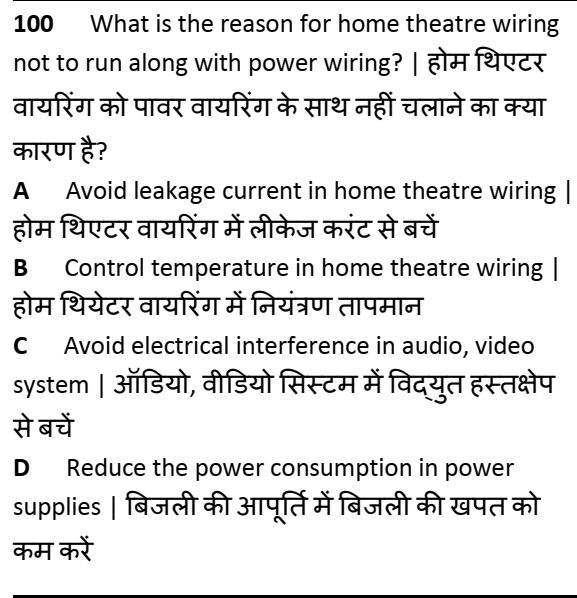 100 What is the reason for home theatre wiring
not to run along with power wiring? | होम थिएटर
वायरिंग को पावर वायरिंग के साथ नहीं चलाने का क्या
कारण है?
A Avoid leakage current in home theatre wiring |
होम थिएटर वायरिंग में लीकेज करंट से बचें
B Control temperature in home theatre wiring |
होम थियेटर वायरिंग में नियंत्रण तापमान
C Avoid electrical interference in audio, video
system | ऑडियो, वीडियो सिस्टम में विद्युत हस्तक्षेप
से बचें
D Reduce the power consumption in power
supplies | बिजली की आपूर्ति में बिजली की खपत को
कम करें